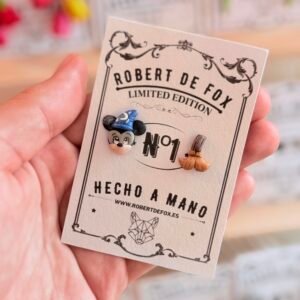 ROBERT DE FOX
LIMITED EDITION
Nº1
HECHO A MANO
WWW.ROBERTDEFOX.ES